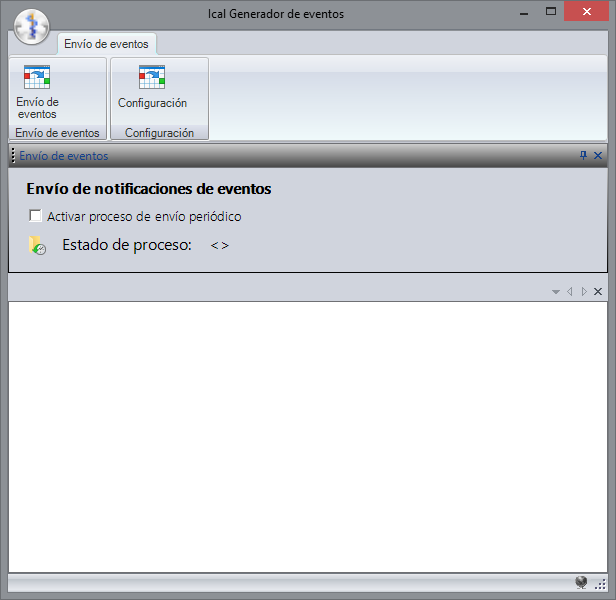 Ical Generador de eventos
Envío de eventos
Envío de
eventos
Configuración
Envío de eventos
Configuración
Envío de eventos
Envío de notificaciones de eventos
Activar proceso de envío periódico
Estado de proceso: <>